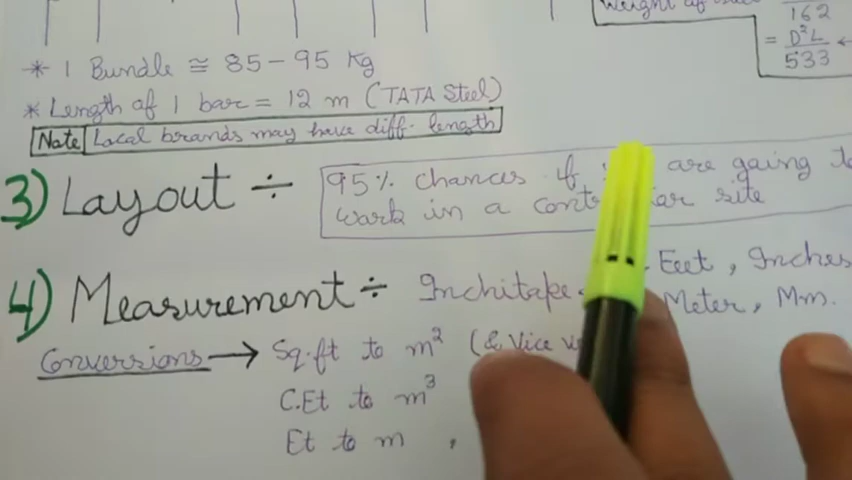 Weight of
162
= D²L
533
* 1 Bundle ≅ 85-95 Kg
* Length of 1 bar = 12 m (TATA Steel)
Note Local brands may have diff. length
3) Layout ÷ 95% chances if are going to
work in a site
4) Measurement ÷ Inchitape Feet, Inches
Meter, Mm.
Conversions → Sq.ft to m² (& Vice
C.Ft to m³
Ft to m ,